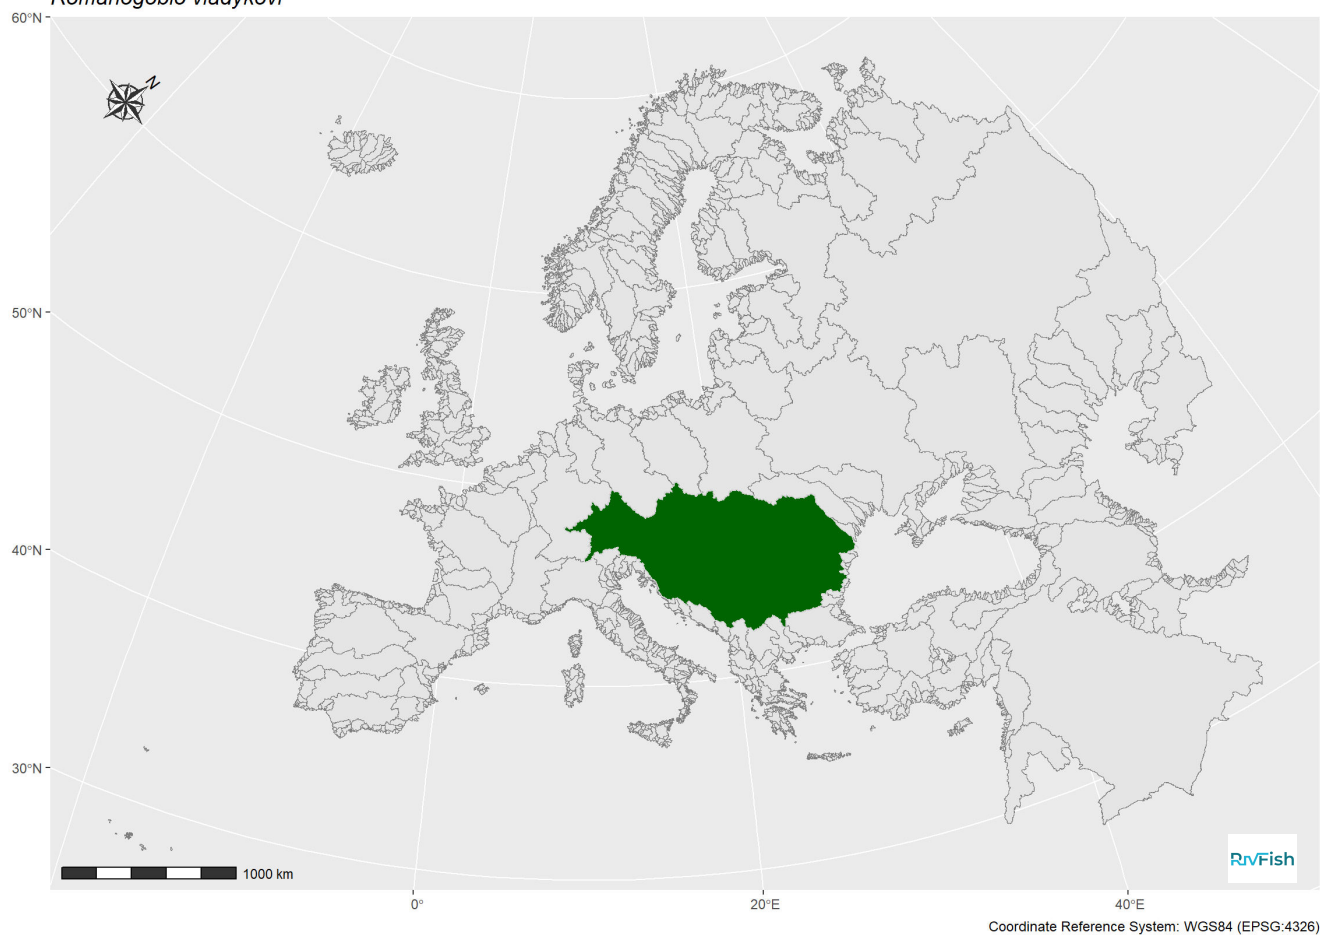 Romanogobio vladykovi
60°N
N
50°N
40°N
30°N
1000 km
RivFish
0°
20°E
40°E
Coordinate Reference System: WGS84 (EPSG:4326)